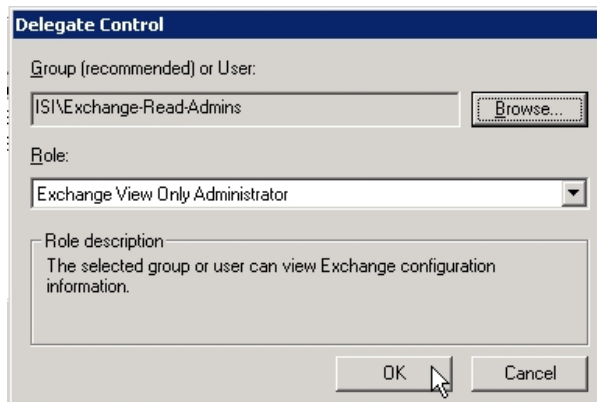 Delegate Control
Group (recommended) or User:
ISI\Exchange-Read-Admins
Browse...
Role:
Exchange View Only Administrator
Role description
The selected group or user can view Exchange configuration
information.
OK
Cancel